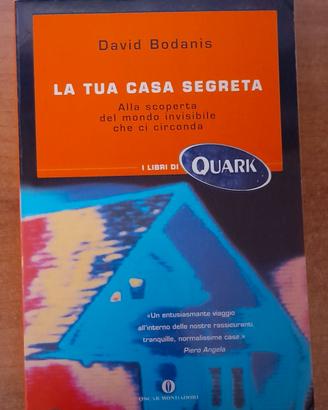 David Bodanis
LA TUA CASA SEGRETA
Alla scoperta
del mondo invisibile
che ci circonda
I LIBRI DI QUARK
«Un entusiasmante viaggio
all'interno delle nostre rassicuranti,
tranquille, normalissime case.»
Piero Angela
OSCAR MONDADORI